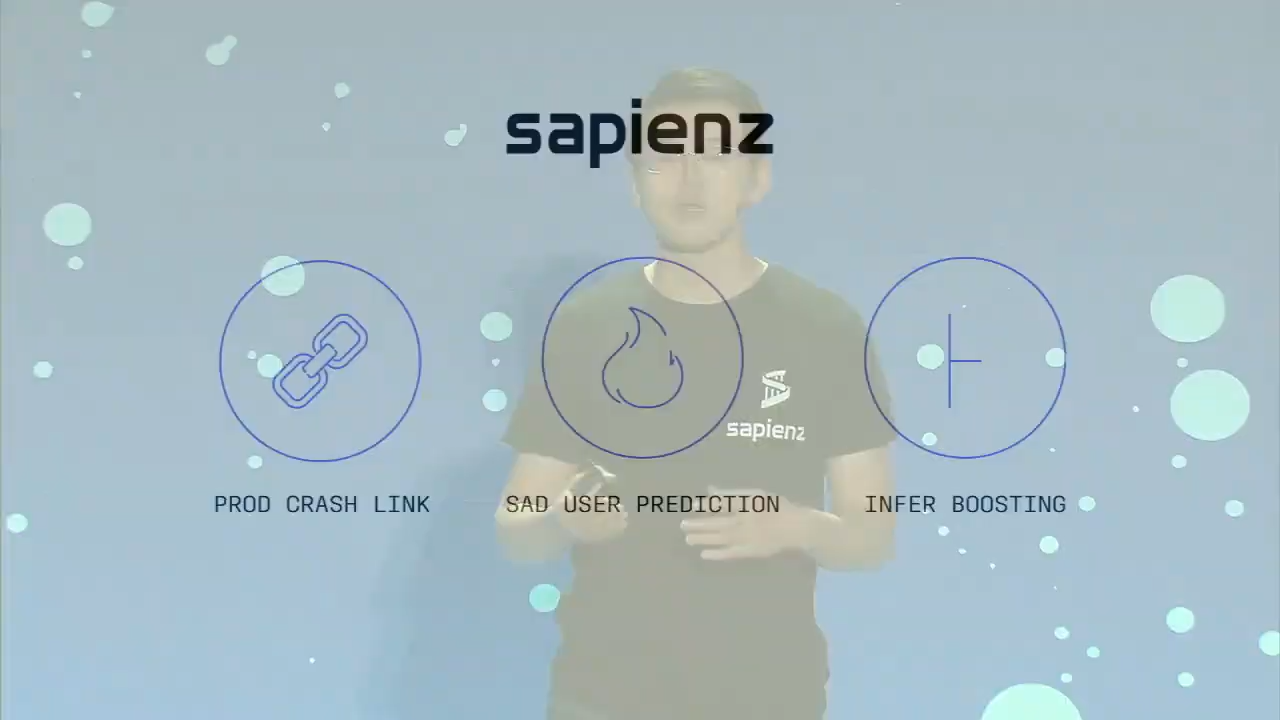 sapienz
sapienz
PROD CRASH LINK
SAD USER PREDICTION
INFER BOOSTING